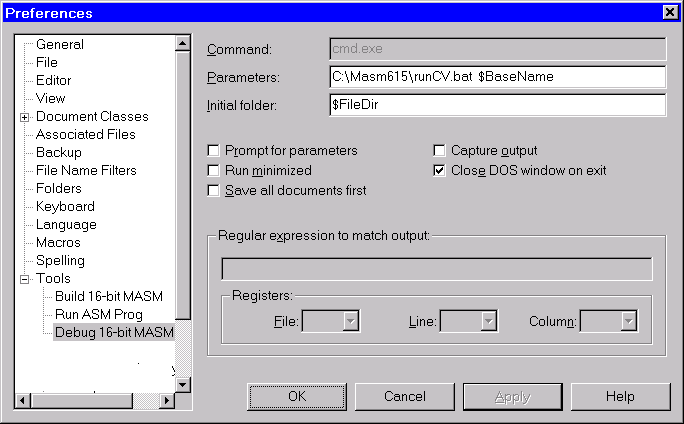 Preferences
General
File
Editor
View
Document Classes
Associated Files
Backup
File Name Filters
Folders
Keyboard
Language
Macros
Spelling
Tools
Build 16-bit MASM
Run ASM Prog
Debug 16-bit MASM
Command: cmd.exe
Parameters: C:\Masm615\runCV.bat $BaseName
Initial folder: $FileDir
Prompt for parameters
Capture output
Run minimized
Close DOS window on exit
Save all documents first
Regular expression to match output:
Registers:
File: Line: Column:
OK Cancel Apply Help